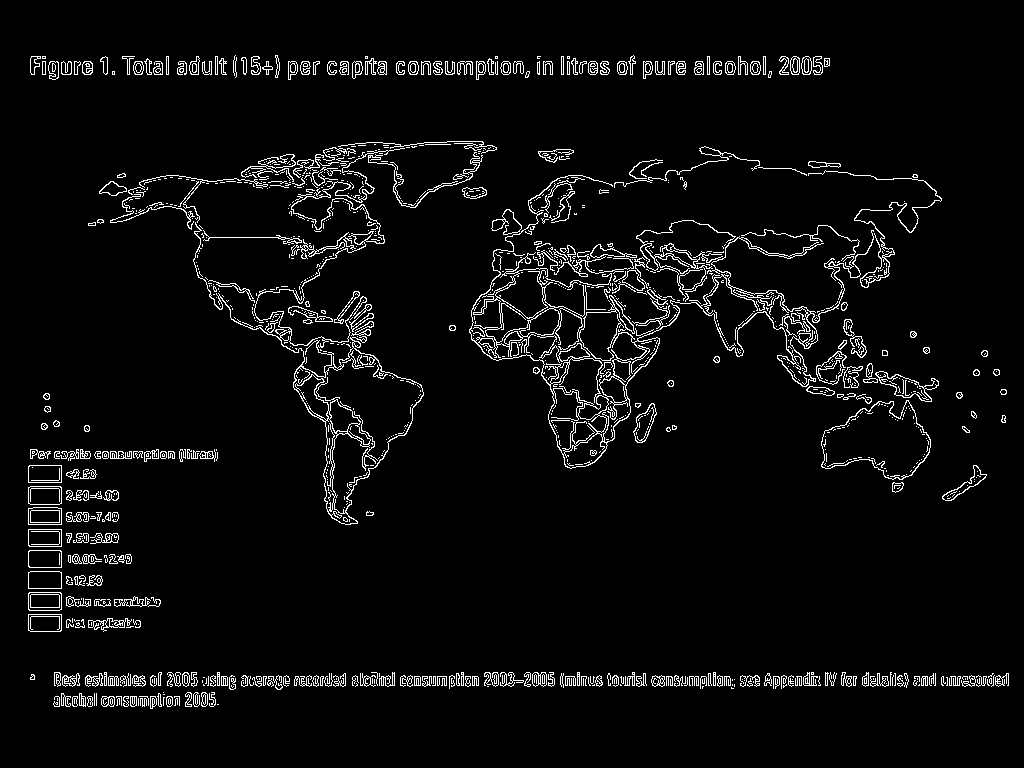 Figure 1. Total adult (15+) per capita consumption, in litres of pure alcohol, 2005ª
Per capita consumption (litres)
<2.50
2.50–4.99
5.00–7.49
7.50–9.99
10.00–12.49
≥12.50
Data not available
Not applicable
ª Best estimates of 2005 using average recorded alcohol consumption 2003–2005 (minus tourist consumption; see Appendix IV for details) and unrecorded
alcohol consumption 2005.